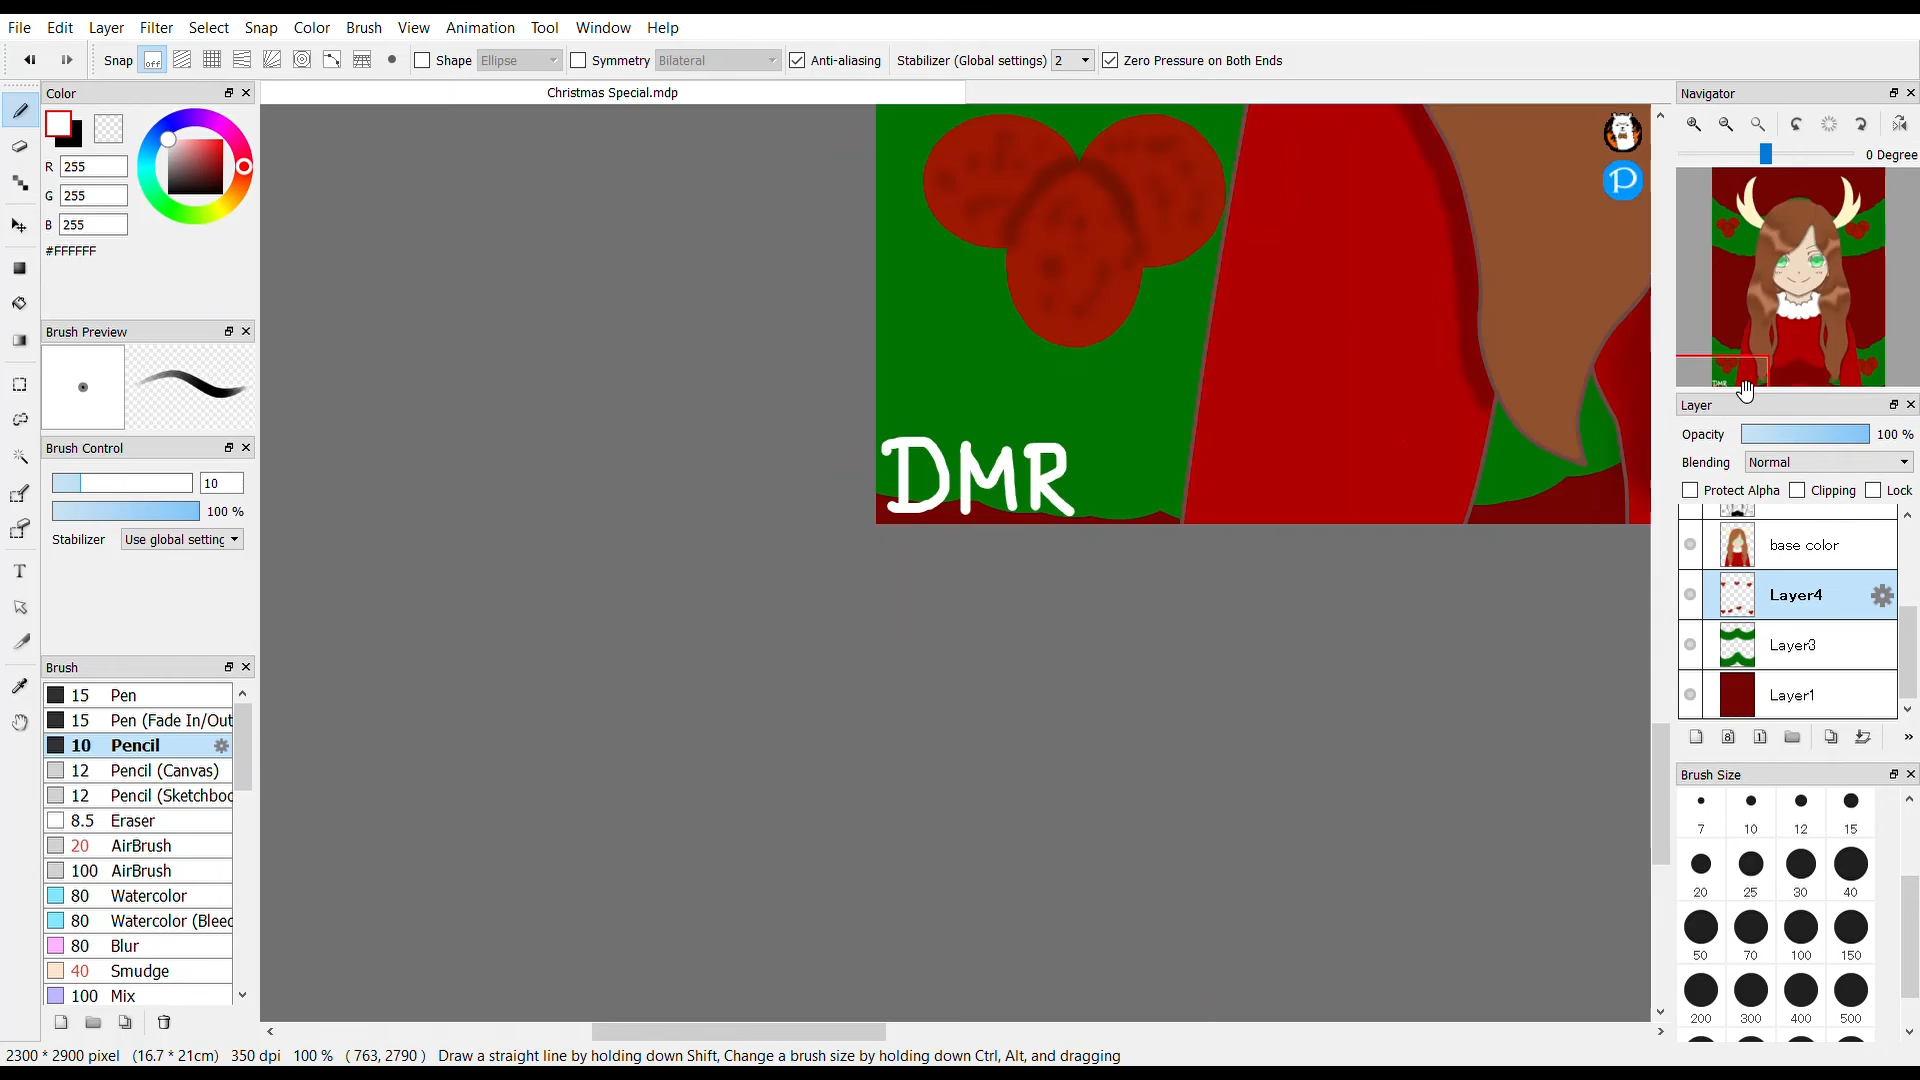 File Edit Layer Filter Select Snap Color Brush View Animation Tool Window Help
Snap off Shape Ellipse Symmetry Bilateral Anti-aliasing Stabilizer (Global settings) 2 Zero Pressure on Both Ends
Color
R 255
G 255
B 255
#FFFFFF
Brush Preview
Brush Control
10
100 %
Stabilizer Use global setting
Brush
15 Pen
15 Pen (Fade In/Out
10 Pencil
12 Pencil (Canvas)
12 Pencil (Sketchboo
8.5 Eraser
20 AirBrush
100 AirBrush
80 Watercolor
80 Watercolor (Bleed
80 Blur
40 Smudge
100 Mix
Christmas Special.mdp
P
DMR
Navigator
0 Degree
DMR
Layer
Opacity 100 %
Blending Normal
Protect Alpha Clipping Lock
base color
Layer4
Layer3
Layer1
8 1
Brush Size
7 10 12 15
20 25 30 40
50 70 100 150
200 300 400 500
2300 * 2900 pixel (16.7 * 21cm) 350 dpi 100 % ( 763, 2790 ) Draw a straight line by holding down Shift, Change a brush size by holding down Ctrl, Alt, and dragging